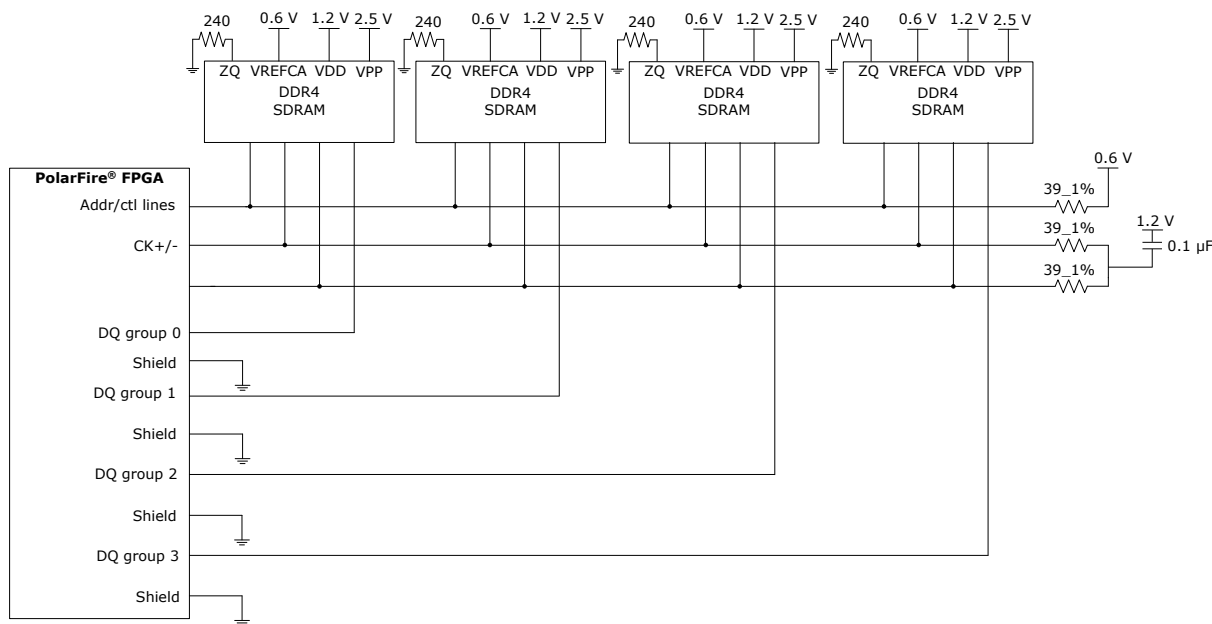 240 0.6 V 1.2 V 2.5 V 240 0.6 V 1.2 V 2.5 V 240 0.6 V 1.2 V 2.5 V 240 0.6 V 1.2 V 2.5 V
ZQ VREFCA VDD VPP ZQ VREFCA VDD VPP ZQ VREFCA VDD VPP ZQ VREFCA VDD VPP
DDR4 DDR4 DDR4 DDR4
SDRAM SDRAM SDRAM SDRAM
0.6 V
PolarFire® FPGA
39_1%
Addr/ctl lines
1.2 V
39_1%
CK+/-
0.1 µF
39_1%
DQ group 0
Shield
DQ group 1
Shield
DQ group 2
Shield
DQ group 3
Shield